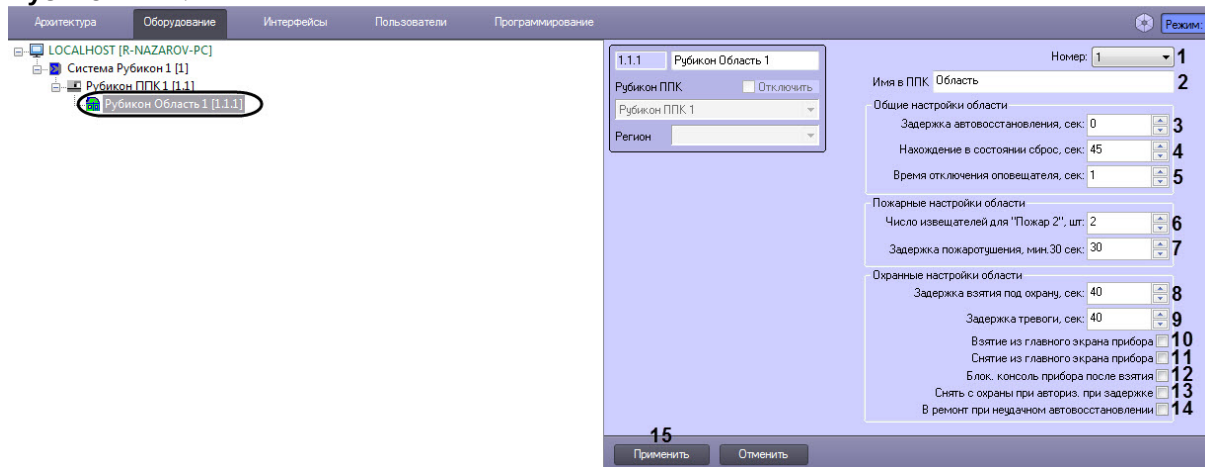 Архитектура Оборудование Интерфейсы Пользователи Программирование Режим:
LOCALHOST [R-NAZAROV-PC]
Система Рубикон 1 [1]
Рубикон ППК 1 [1.1]
Рубикон Область 1 [1.1.1]
1.1.1 Рубикон Область 1
Рубикон ППК Отключить
Рубикон ППК 1
Регион
Номер: 1 1
Имя в ППК Область 2
Общие настройки области
Задержка автовосстановления, сек: 0 3
Нахождение в состоянии сброс, сек: 45 4
Время отключения оповещателя, сек: 1 5
Пожарные настройки области
Число извещателей для "Пожар 2", шт: 2 6
Задержка пожаротушения, мин.30 сек: 30 7
Охранные настройки области
Задержка взятия под охрану, сек: 40 8
Задержка тревоги, сек: 40 9
Взятие из главного экрана прибора 10
Снятие из главного экрана прибора 11
Блок. консоль прибора после взятия 12
Снять с охраны при авториз. при задержке 13
В ремонт при неудачном автовосстановлении 14
15
Применить Отменить